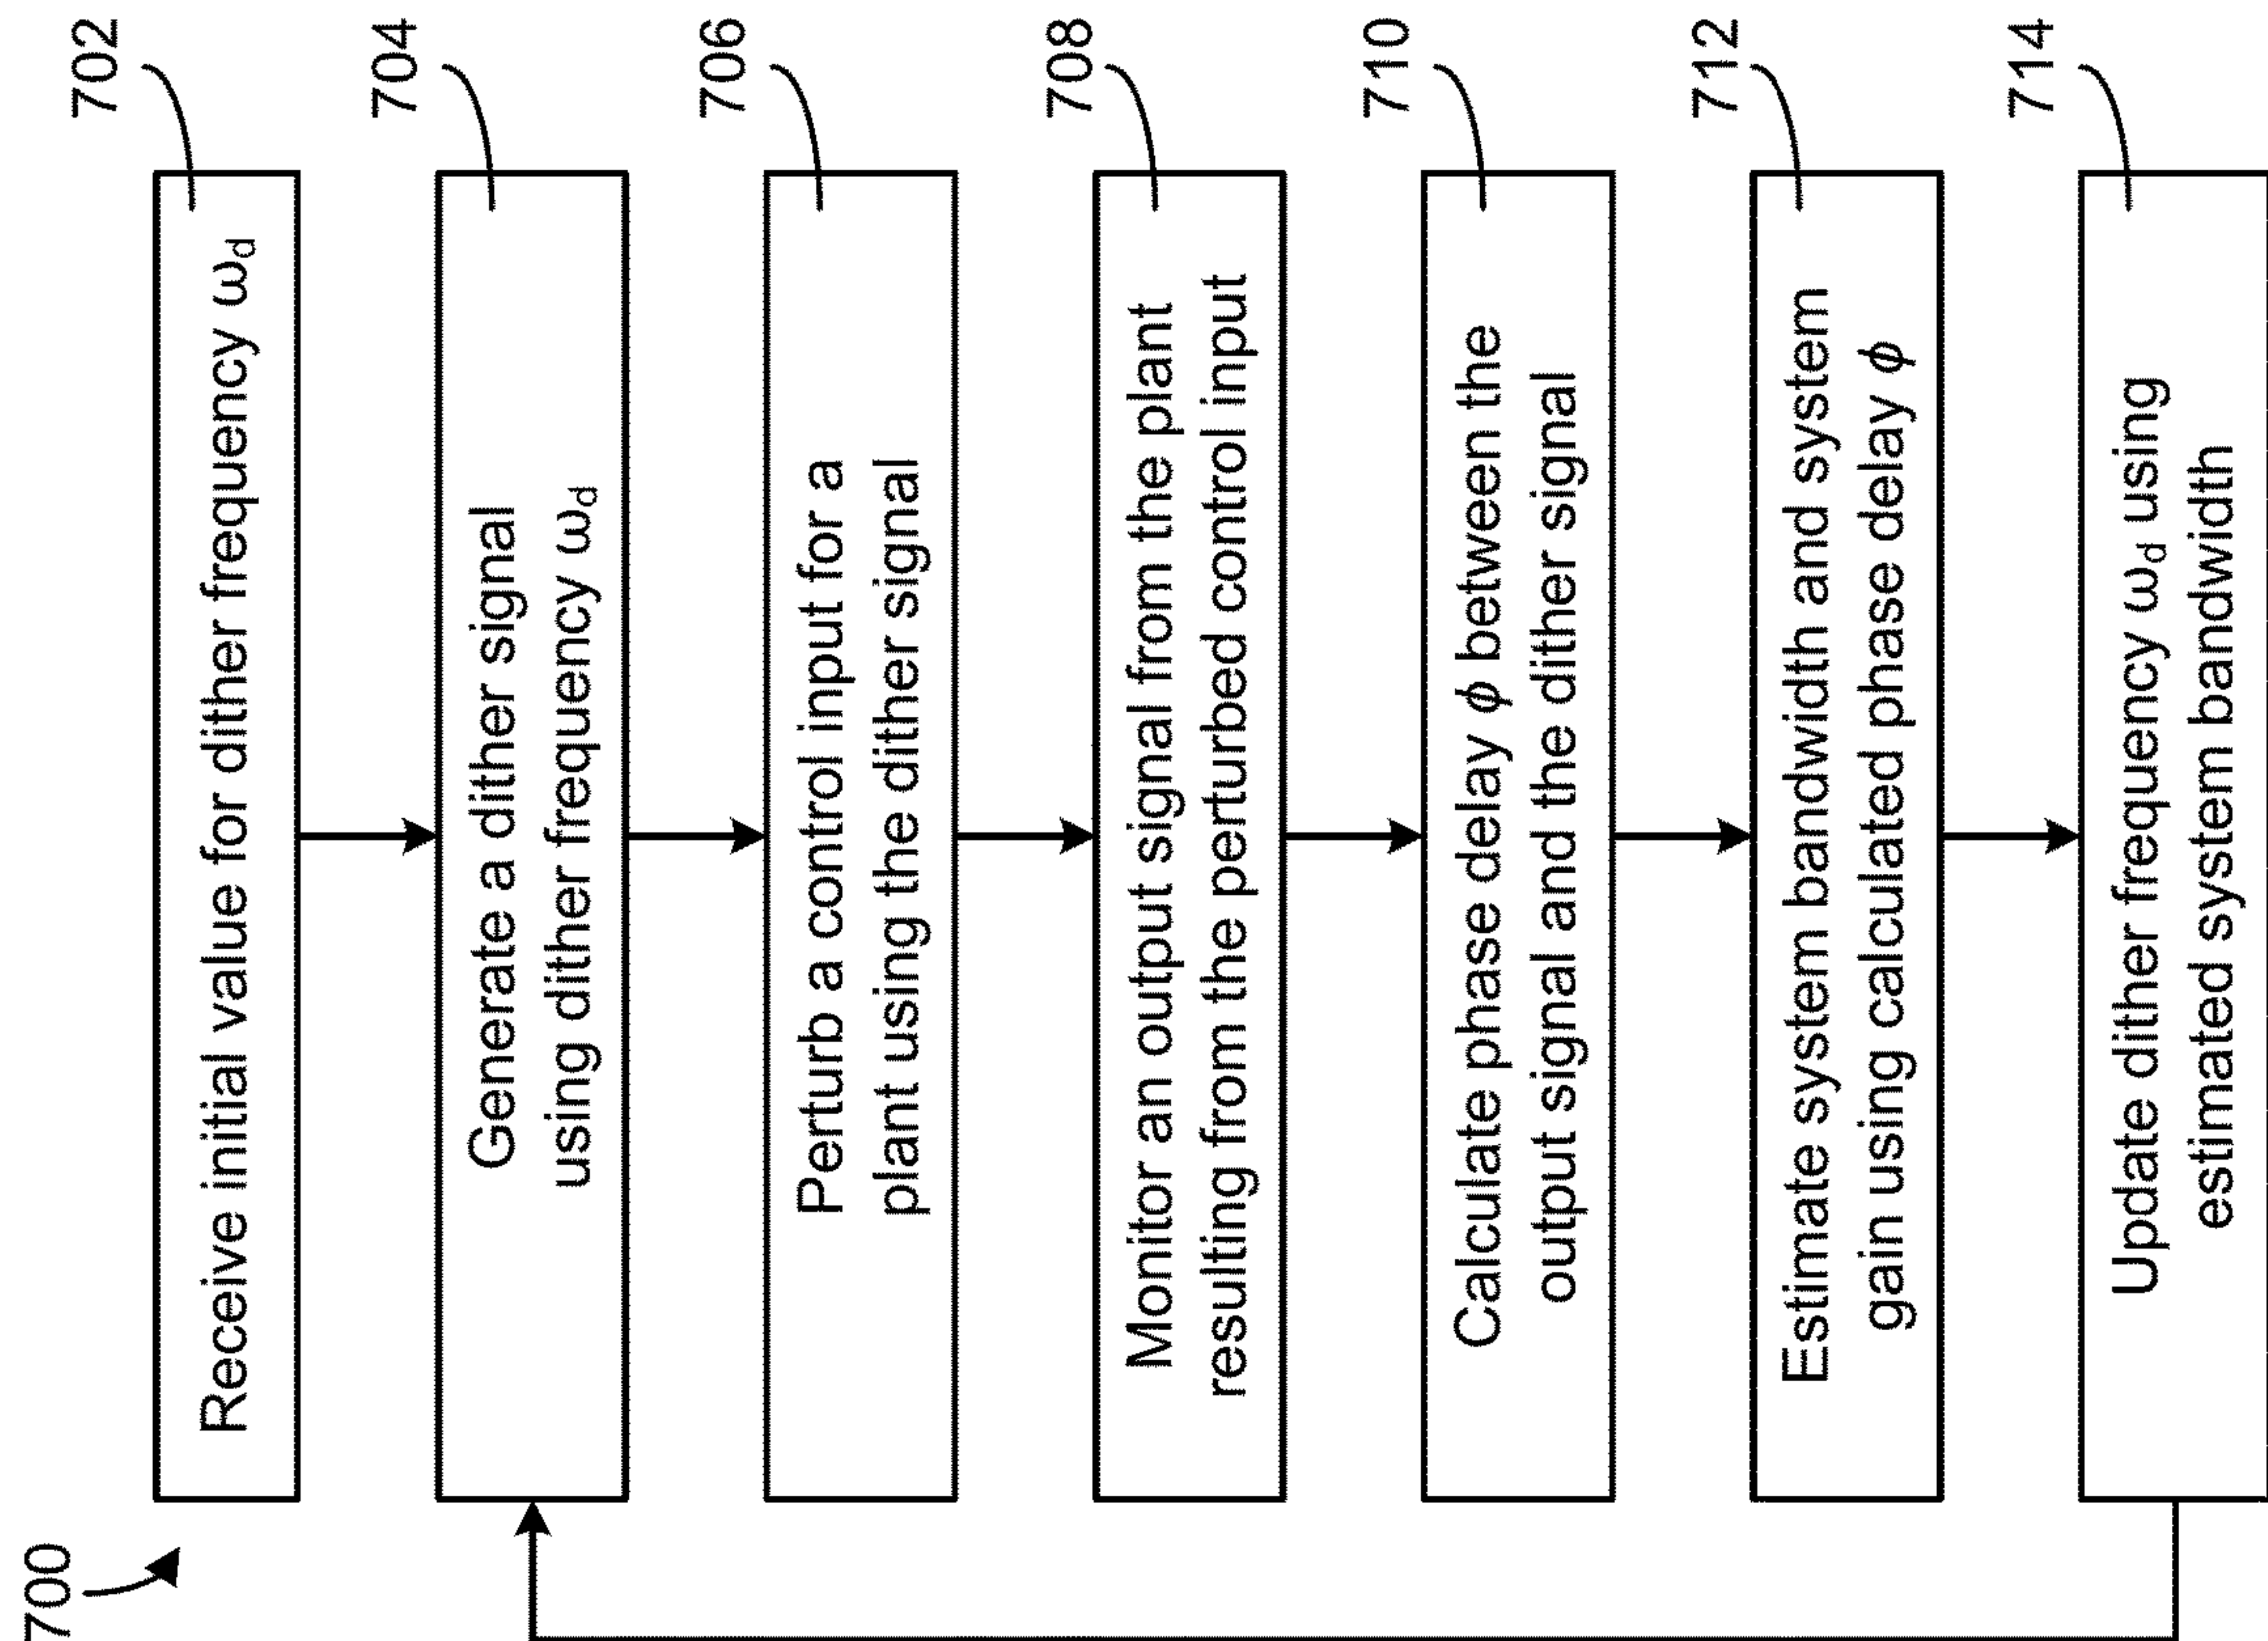 700
702
Receive initial value for dither frequency ωd
704
Generate a dither signal
using dither frequency ωd
706
Perturb a control input for a
plant using the dither signal
708
Monitor an output signal from the plant
resulting from the perturbed control input
710
Calculate phase delay ϕ between the
output signal and the dither signal
712
Estimate system bandwidth and system
gain using calculated phase delay ϕ
714
Update dither frequency ωd using
estimated system bandwidth